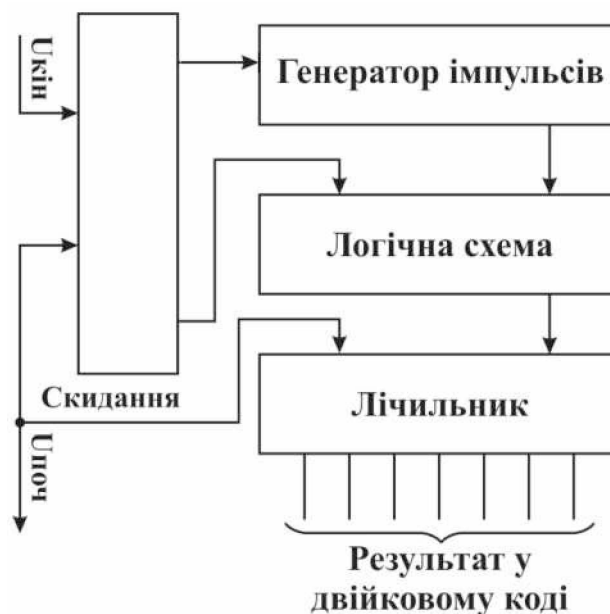 Uкін
Генератор імпульсів
Логічна схема
Скидання
Лічильник
Uпоч
Результат у
двійковому коді